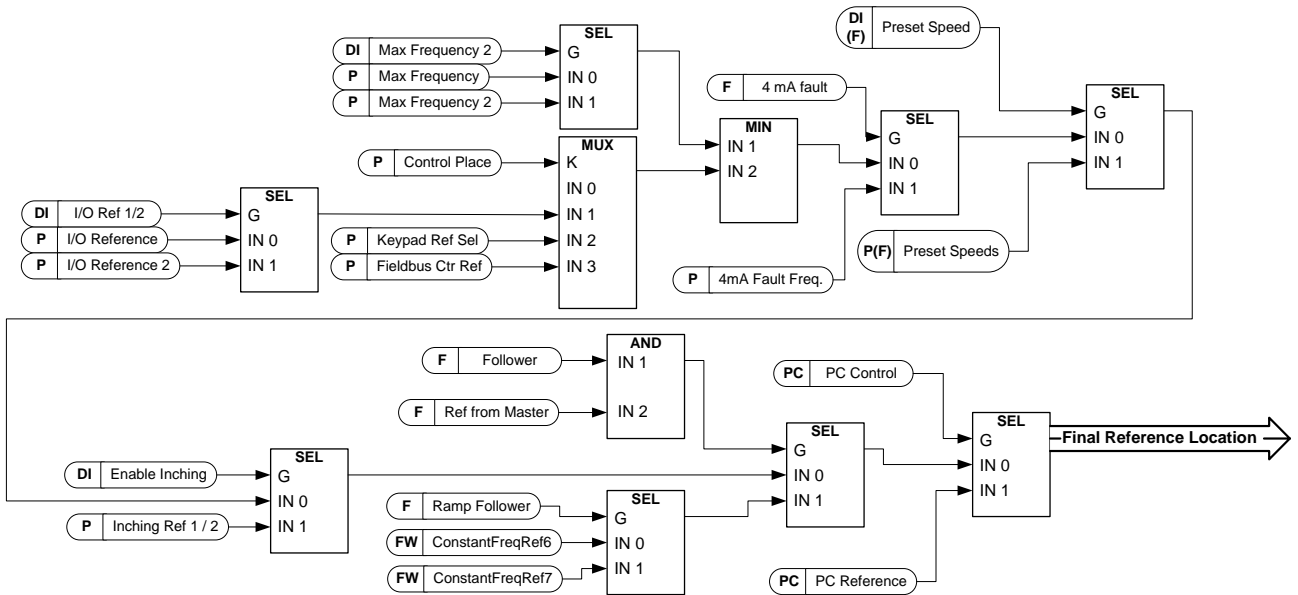 SEL
DI Max Frequency 2
G
P Max Frequency
IN 0
P Max Frequency 2
IN 1
DI (F) Preset Speed
F 4 mA fault
SEL
G
IN 0
IN 1
SEL
G
IN 0
IN 1
MIN
IN 1
IN 2
MUX
P Control Place
K
IN 0
IN 1
P Keypad Ref Sel
IN 2
P Fieldbus Ctr Ref
IN 3
SEL
DI I/O Ref 1/2
G
P I/O Reference
IN 0
P I/O Reference 2
IN 1
P(F) Preset Speeds
P 4mA Fault Freq.
AND
F Follower
IN 1
F Ref from Master
IN 2
PC PC Control
SEL
G
IN 0
IN 1
Final Reference Location
SEL
G
IN 0
IN 1
SEL
DI Enable Inching
G
IN 0
P Inching Ref 1 / 2
IN 1
SEL
F Ramp Follower
G
FW ConstantFreqRef6
IN 0
FW ConstantFreqRef7
IN 1
PC PC Reference